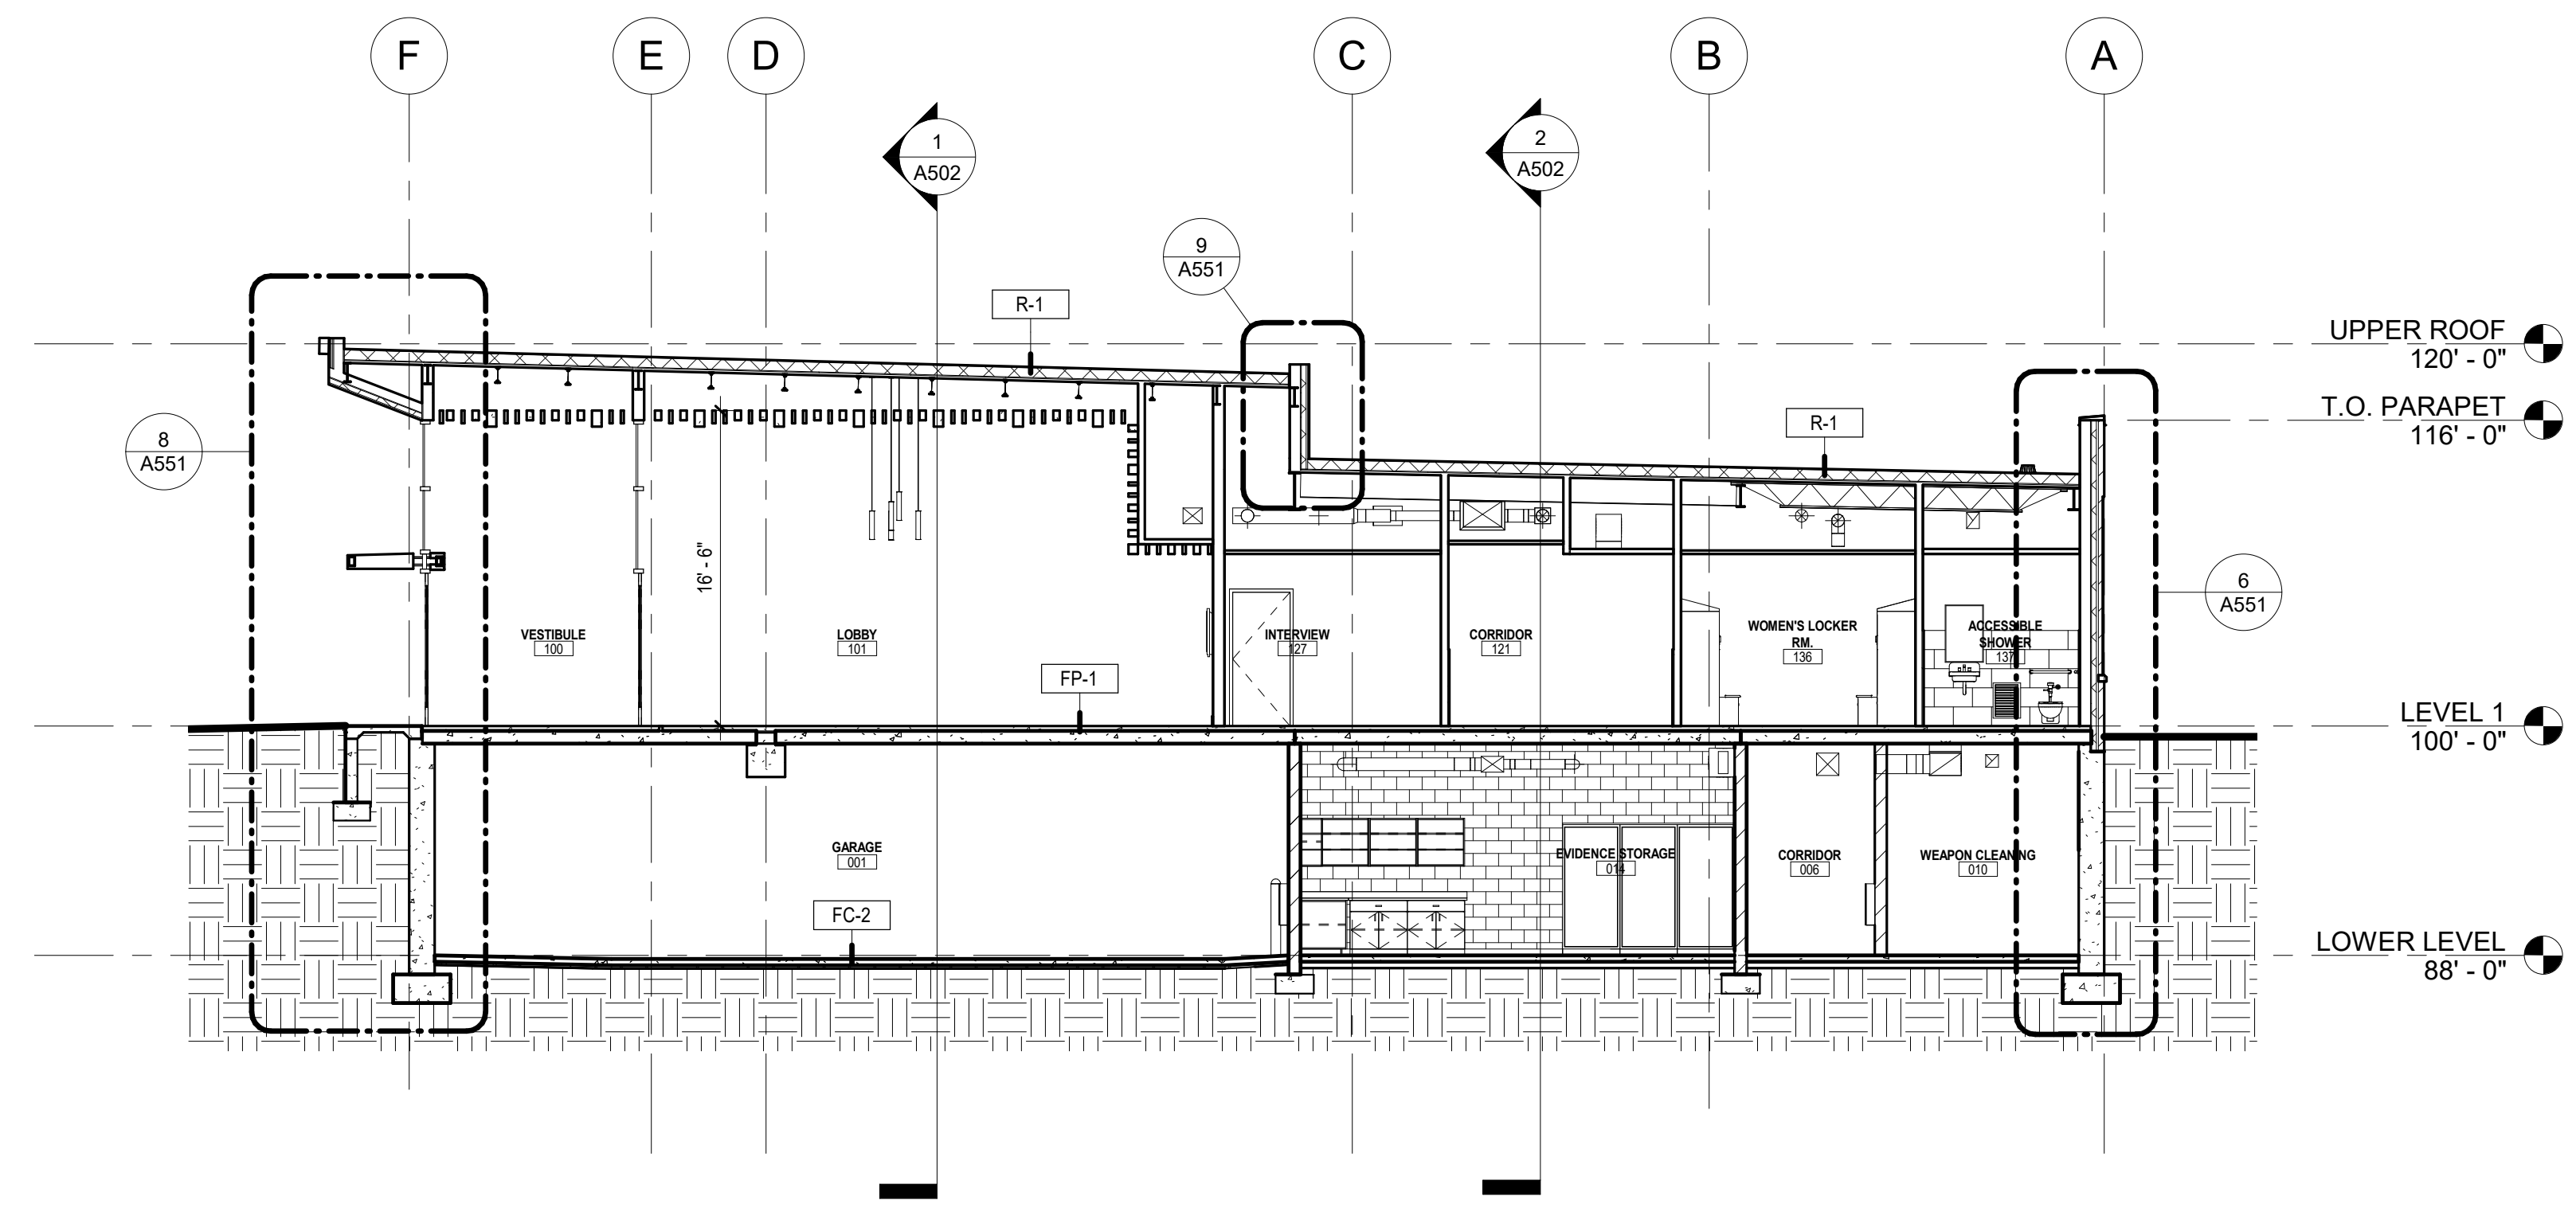 F
E
D
C
B
A
1
A502
2
A502
9
A551
R-1
UPPER ROOF
120' - 0"
T.O. PARAPET
116' - 0"
R-1
8
A551
16' - 6"
6
A551
VESTIBULE
100
LOBBY
101
INTERVIEW
127
CORRIDOR
121
WOMEN'S LOCKER
RM.
136
ACCESSIBLE
SHOWER
137
FP-1
LEVEL 1
100' - 0"
GARAGE
001
EVIDENCE STORAGE
014
CORRIDOR
006
WEAPON CLEANING
010
FC-2
LOWER LEVEL
88' - 0"